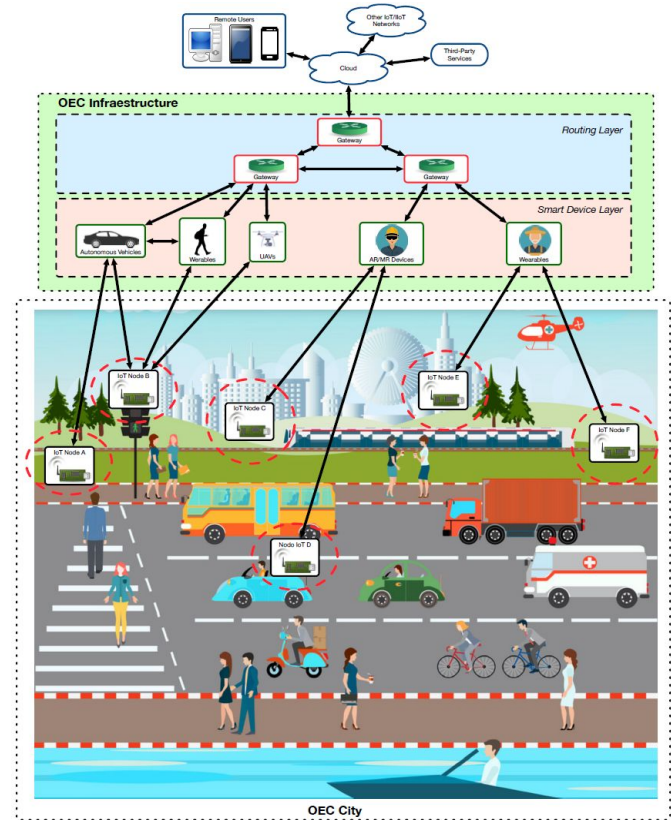 Remote Users
Other IoT/IIoT
Networks
Cloud
Third-Party
Services
OEC Infraestructure
Routing Layer
Gateway
Gateway
Gateway
Smart Device Layer
Autonomous Vehicles
Werables
UAVs
AR/MR Devices
Wearables
IoT Node B
IoT Node E
IoT Node C
IoT Node F
IoT Node A
Nodo IoT D
OEC City